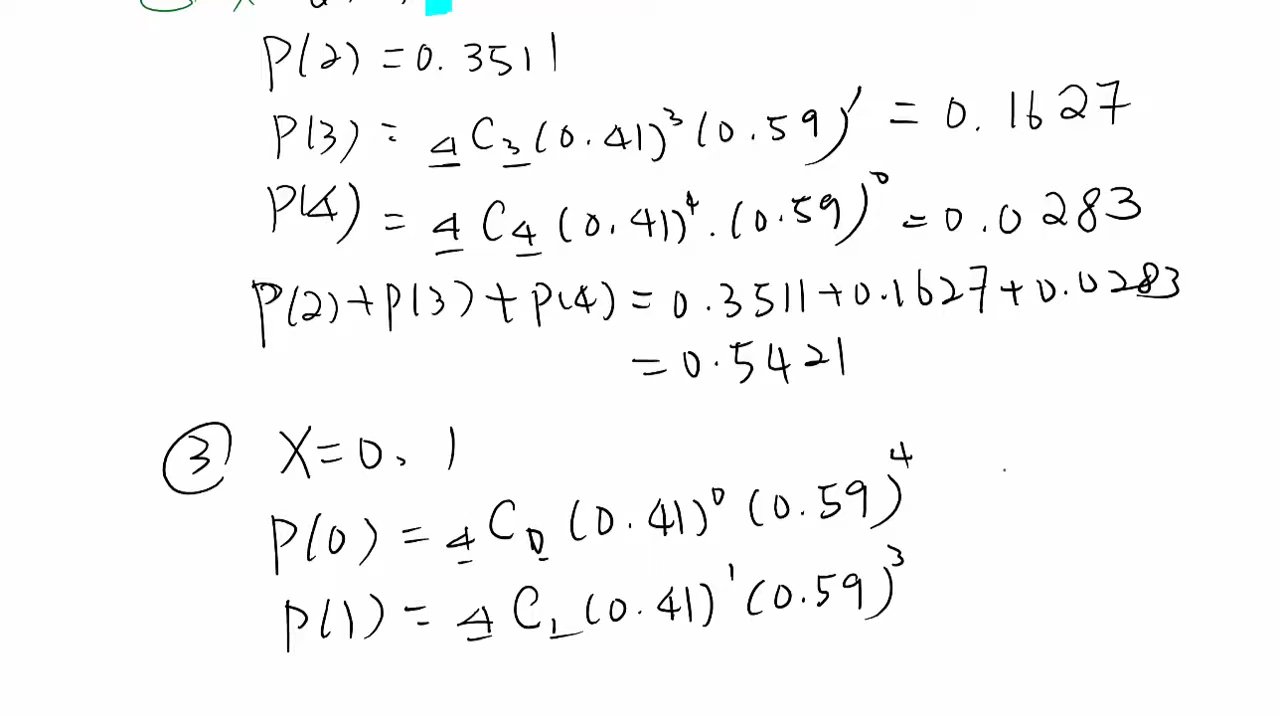 P(2) = 0.3511
P(3) = ₄C₃(0.41)³(0.59)¹ = 0.1627
P(4) = ₄C₄(0.41)⁴·(0.59)⁰ = 0.0283
P(2)+P(3)+P(4) = 0.3511+0.1627+0.0283
= 0.5421
③ X=0, 1
P(0) = ₄C₀(0.41)⁰(0.59)⁴
P(1) = ₄C₁(0.41)¹(0.59)³